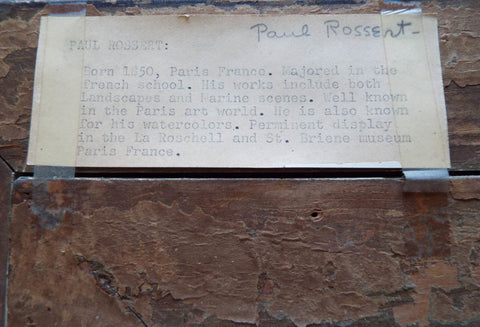 Paul Rossert
PAUL ROSSERT:
Born 1850, Paris France. Majored in the
french school. His works include both
Landscapes and Marine scenes. Well known
in the Paris art world. He is also known
for his watercolors. Perminent display
in the La Roschell and St. Briene museum
Paris France.